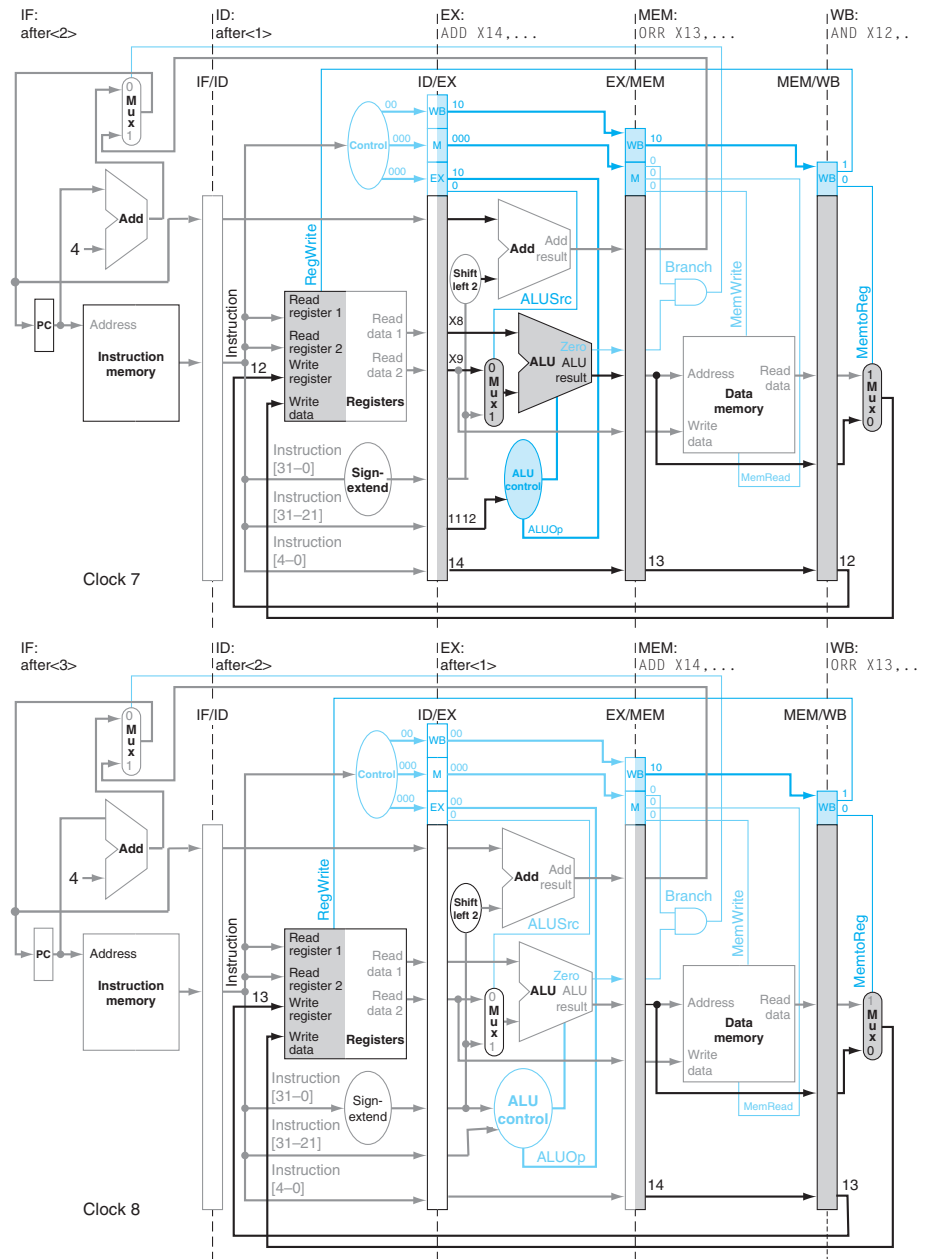 IF:
after<2>
ID:
after<1>
EX:
ADD X14,...
MEM:
ORR X13,...
WB:
AND X12,.
IF/ID
ID/EX
EX/MEM
MEM/WB
0
Mux
1
Control
00
000
000
WB
M
EX
10
000
10
0
WB
M
10
0
0
0
WB
1
0
Add
4
RegWrite
Shift
left 2
Add
Add
result
ALUSrc
Branch
MemWrite
MemtoReg
PC
Address
Instruction
memory
Instruction
Read
register 1
Read
register 2
Write
register
Write
data
Read
data 1
Read
data 2
Registers
12
X8
X9
0
Mux
1
Zero
ALU
ALU
result
Address
Read
data
Data
memory
Write
data
MemRead
1
Mux
0
Instruction
[31–0]
Sign-
extend
Instruction
[31–21]
Instruction
[4–0]
1112
ALU
control
ALUOp
14
13
12
Clock 7
IF:
after<3>
ID:
after<2>
EX:
after<1>
MEM:
ADD X14,...
WB:
ORR X13,..
IF/ID
ID/EX
EX/MEM
MEM/WB
0
Mux
1
Control
00
000
000
WB
M
EX
00
000
00
0
WB
M
10
0
0
0
WB
1
0
Add
4
RegWrite
Shift
left 2
Add
Add
result
ALUSrc
Branch
MemWrite
MemtoReg
PC
Address
Instruction
memory
Instruction
Read
register 1
Read
register 2
Write
register
Write
data
Read
data 1
Read
data 2
Registers
13
0
Mux
1
Zero
ALU
ALU
result
Address
Read
data
Data
memory
Write
data
MemRead
1
Mux
0
Instruction
[31–0]
Sign-
extend
Instruction
[31–21]
Instruction
[4–0]
ALU
control
ALUOp
14
13
Clock 8